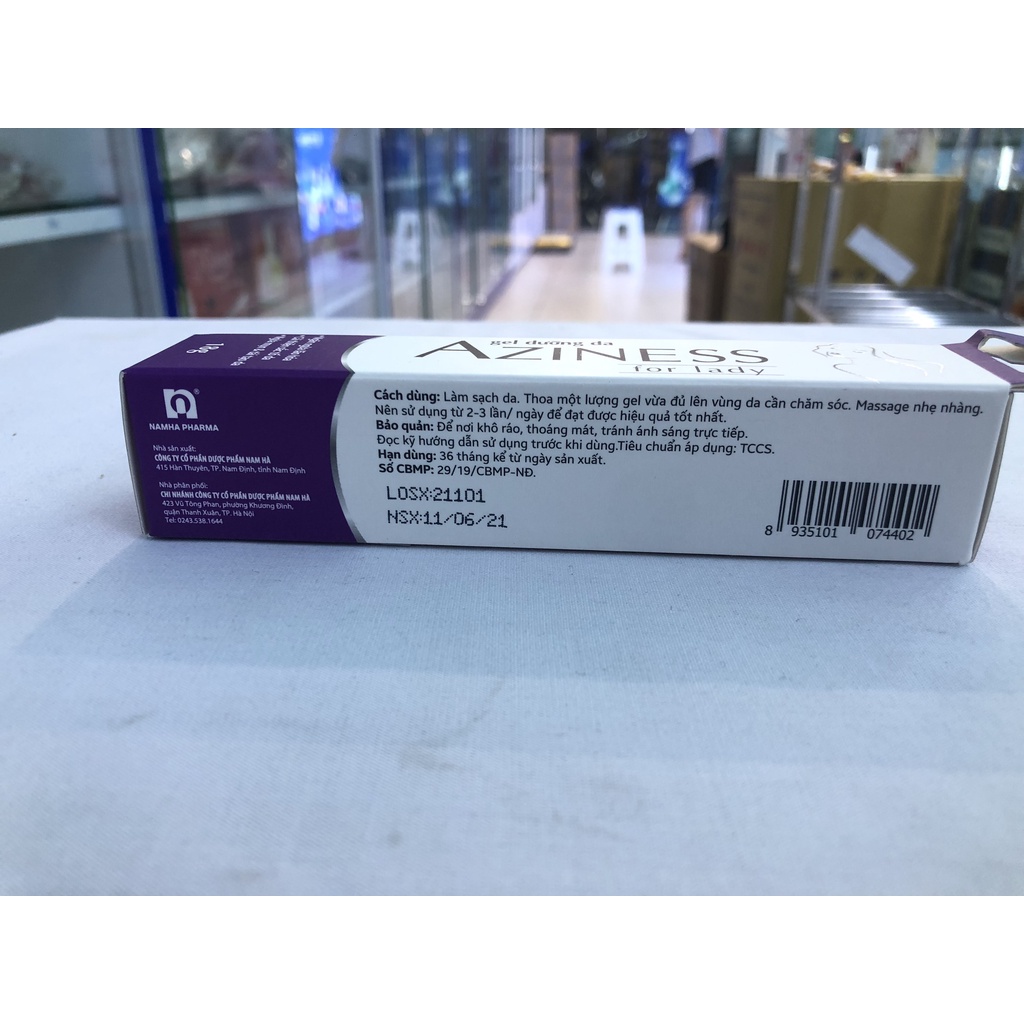 gel dưỡng da
AZINESS
for lady
18g
n®
NAMHA PHARMA
Nhà sản xuất:
CÔNG TY CỔ PHẦN DƯỢC PHẨM NAM HÀ
415 Hàn Thuyên, TP. Nam Định, tỉnh Nam Định
Nhà phân phối:
CHI NHÁNH CÔNG TY CỔ PHẦN DƯỢC PHẨM NAM HÀ
423 Vũ Tông Phan, phường Khương Đình,
quận Thanh Xuân, TP. Hà Nội
Tel: 0243.538.1644
Cách dùng: Làm sạch da. Thoa một lượng gel vừa đủ lên vùng da cần chăm sóc. Massage nhẹ nhàng.
Nên sử dụng từ 2-3 lần/ ngày để đạt được hiệu quả tốt nhất.
Bảo quản: Để nơi khô ráo, thoáng mát, tránh ánh sáng trực tiếp.
Đọc kỹ hướng dẫn sử dụng trước khi dùng.Tiêu chuẩn áp dụng: TCCS.
Hạn dùng: 36 tháng kể từ ngày sản xuất.
Số CBMP: 29/19/CBMP-NĐ.
LOSX:21101
NSX:11/06/21
8 935101 074402